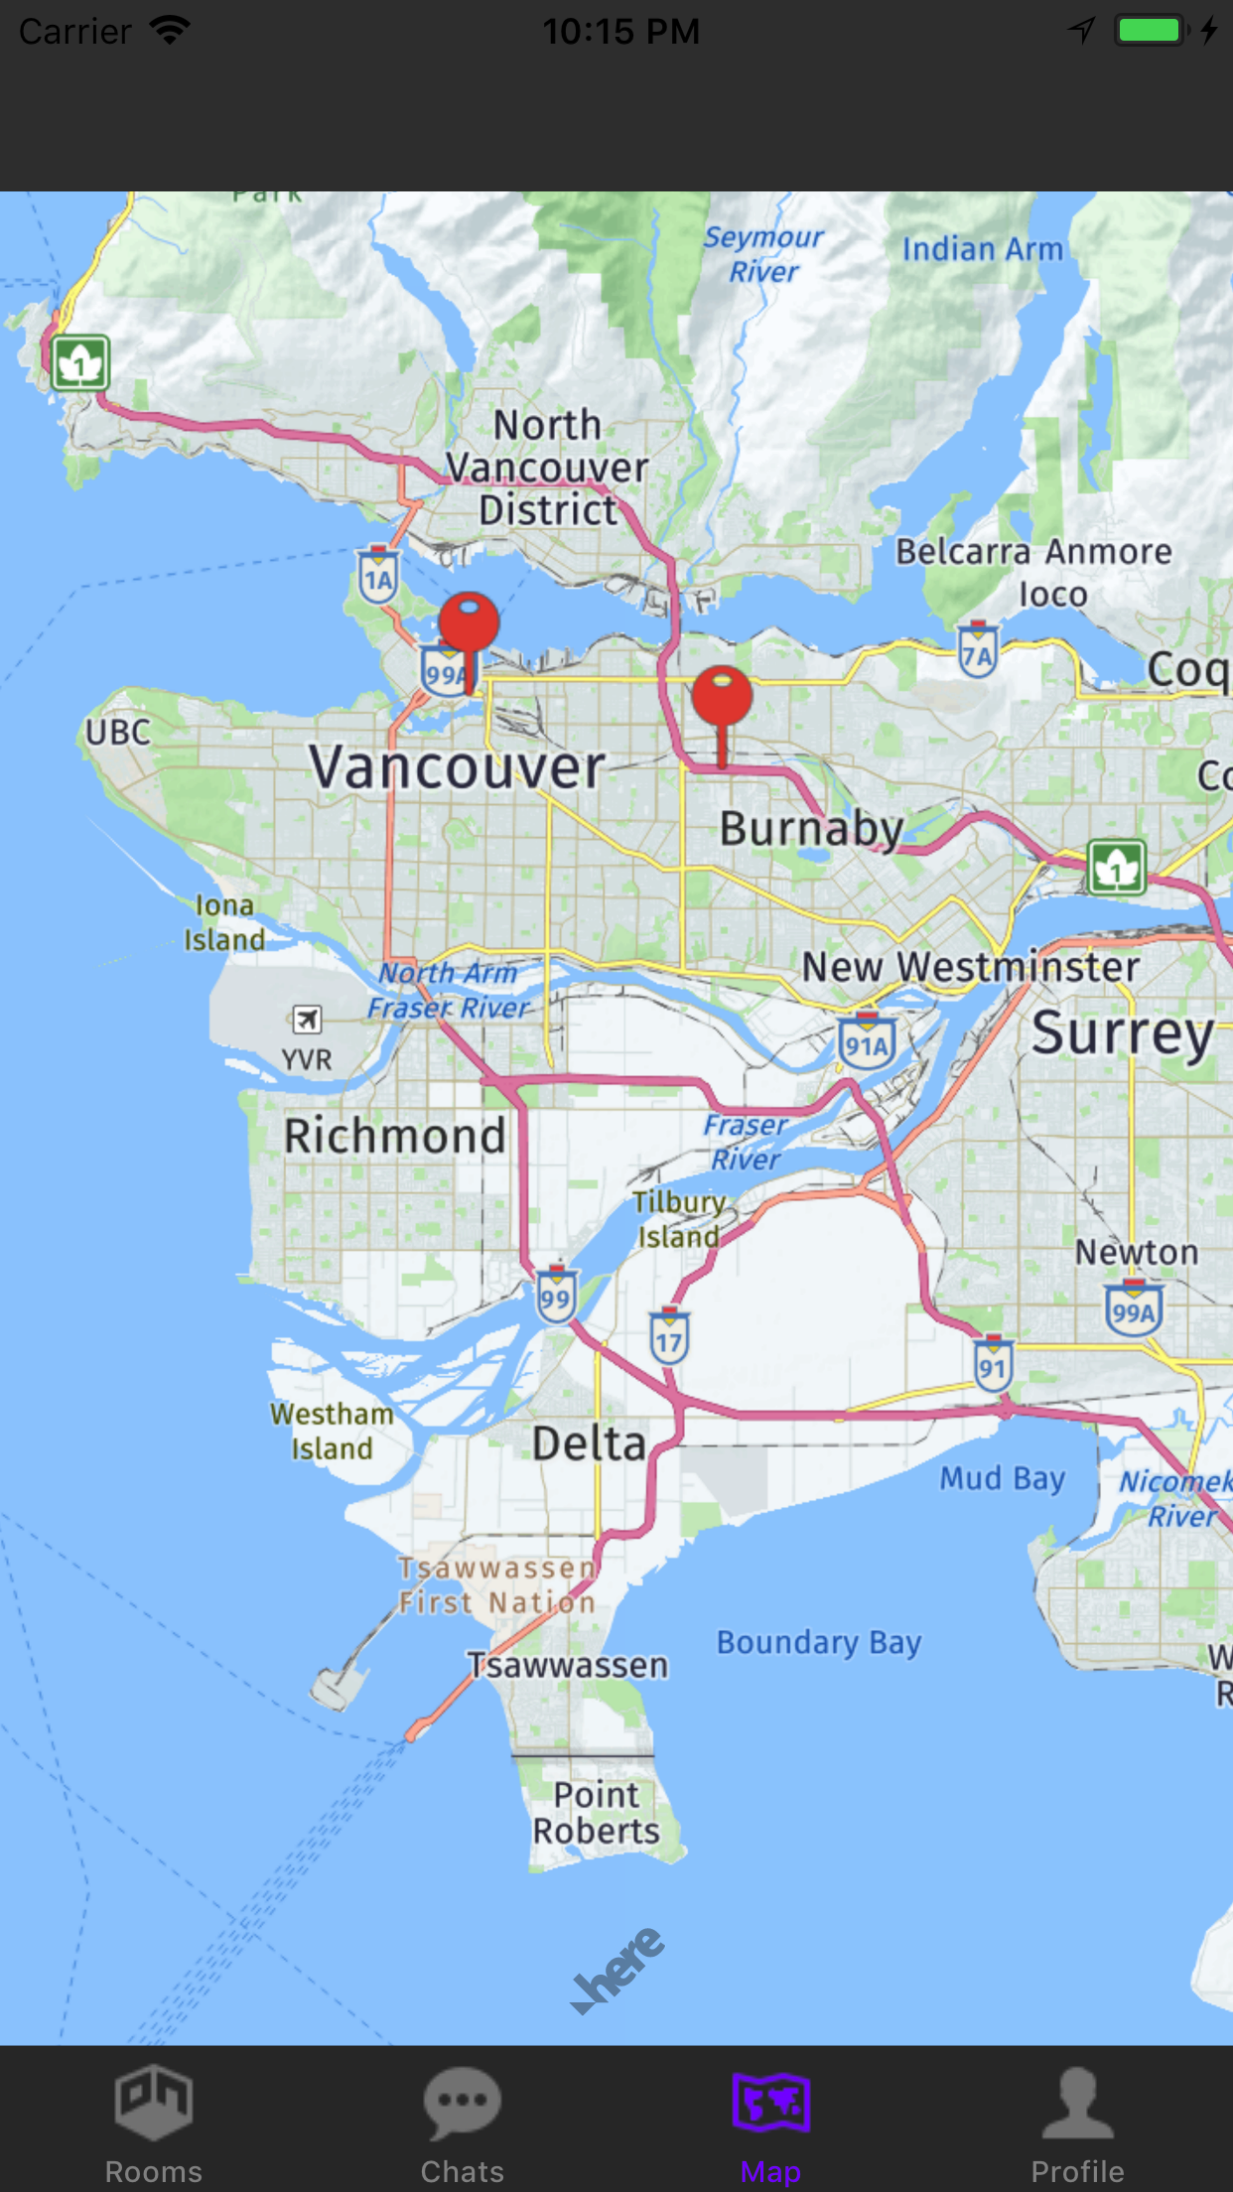 Carrier
10:15 PM
Park
Seymour
River
Indian Arm
1
North
Vancouver
District
Belcarra Anmore
Ioco
1A
99A
7A
Coq
UBC
Vancouver
Co
Burnaby
1
Iona
Island
North Arm
Fraser River
New Westminster
YVR
91A
Surrey
Richmond
Fraser
River
Tilbury
Island
Newton
99
17
99A
91
Westham
Island
Delta
Mud Bay
Nicomek
River
Tsawwassen
First Nation
Boundary Bay
Tsawwassen
W
R
Point
Roberts
here
Rooms
Chats
Map
Profile